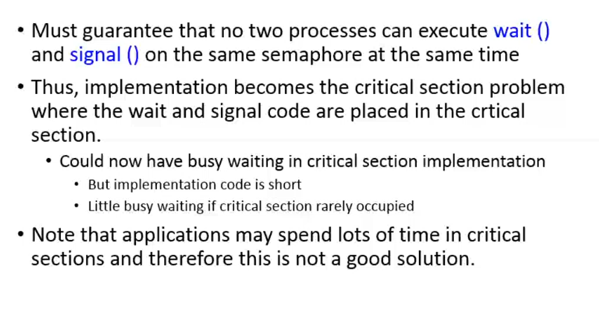 • Must guarantee that no two processes can execute wait ()
and signal () on the same semaphore at the same time
• Thus, implementation becomes the critical section problem
where the wait and signal code are placed in the crtical
section.
• Could now have busy waiting in critical section implementation
• But implementation code is short
• Little busy waiting if critical section rarely occupied
• Note that applications may spend lots of time in critical
sections and therefore this is not a good solution.